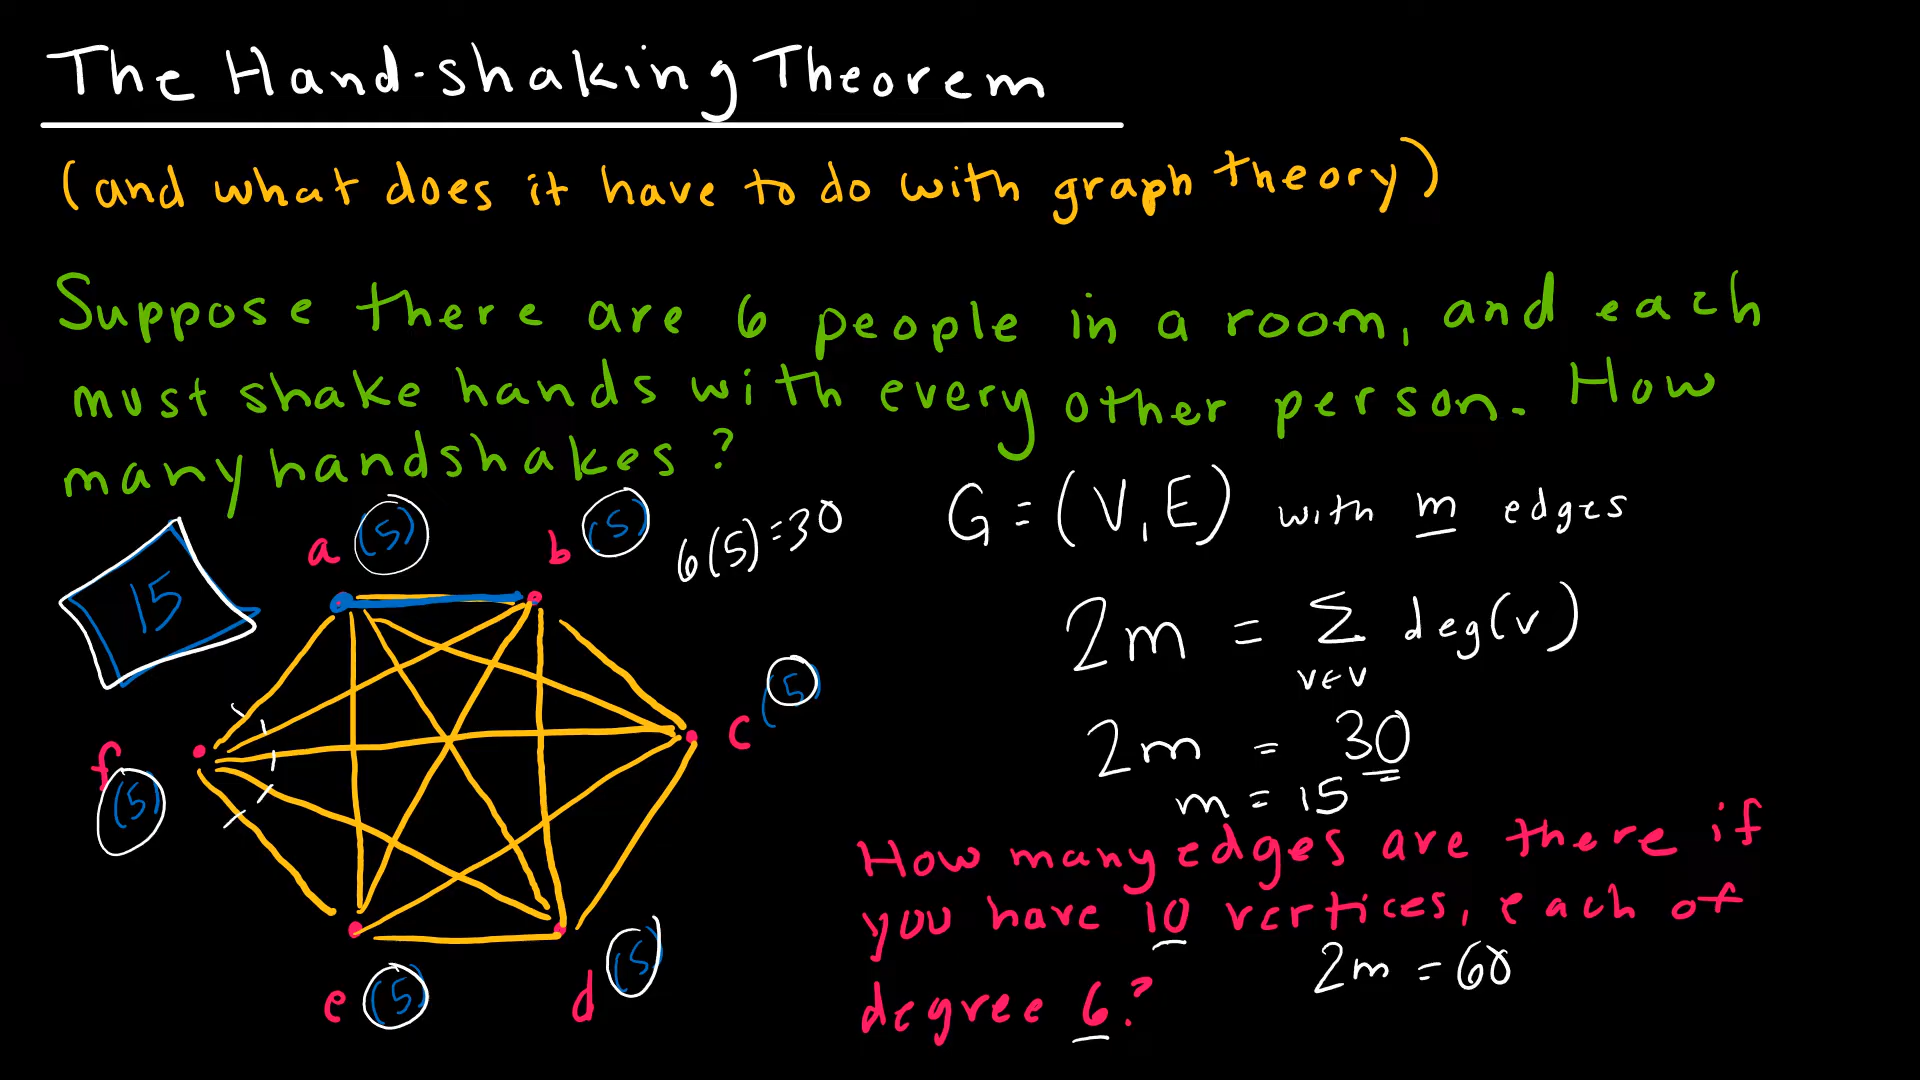 The Hand-shaking Theorem
(and what does it have to do with graph theory)
Suppose there are 6 people in a room, and each
must shake hands with every other person. How
many handshakes?
15
a (5)
b (5)
6(5)=30
c (5)
f (5)
e (5)
d (5)
G = (V, E) with m edges
2m = Σ deg(v)
v∈V
2m = 30
m = 15
How many edges are there if
you have 10 vertices, each of
degree 6?
2m = 60